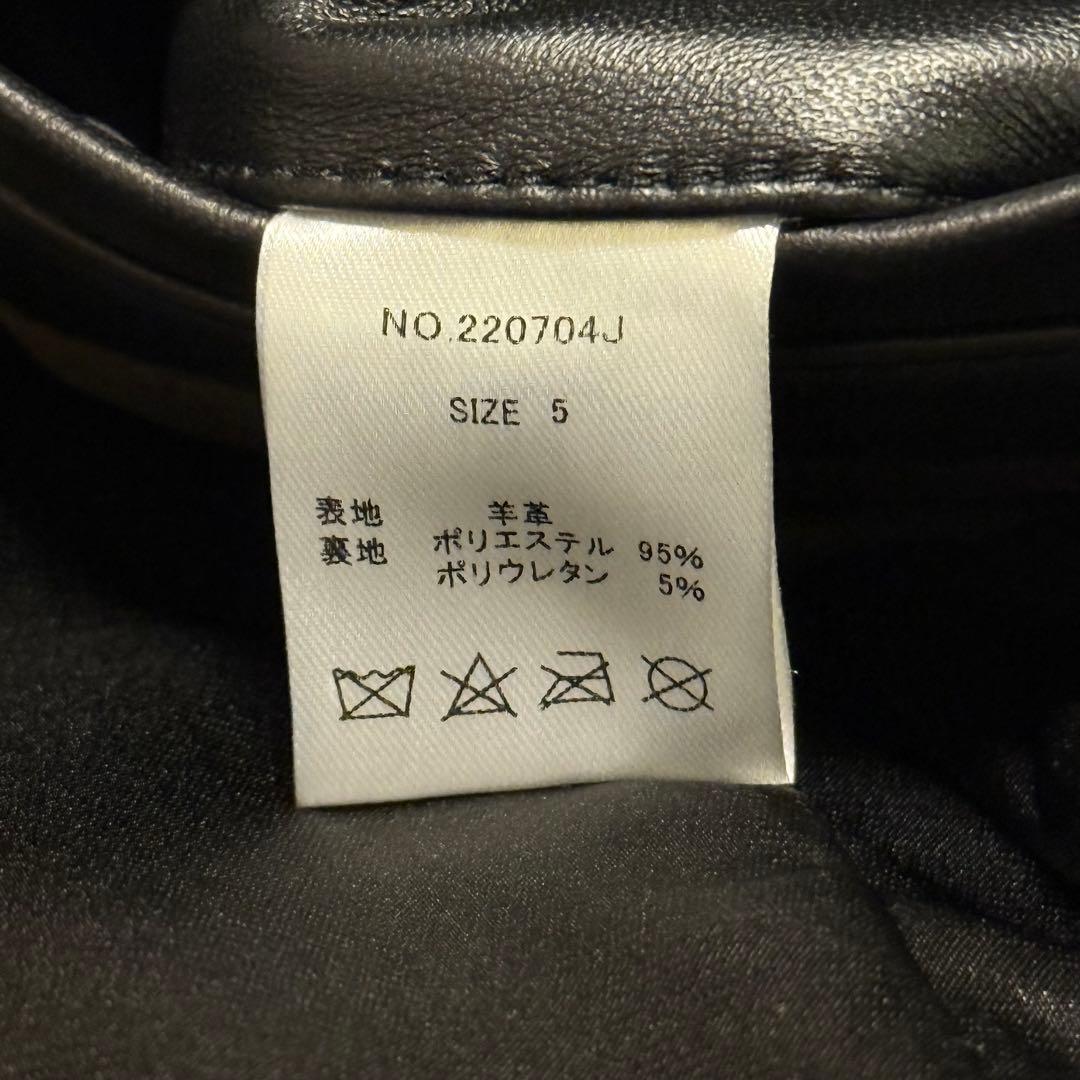 NO.220704J
SIZE 5
表地 羊革
裏地 ポリエステル 95%
ポリウレタン 5%